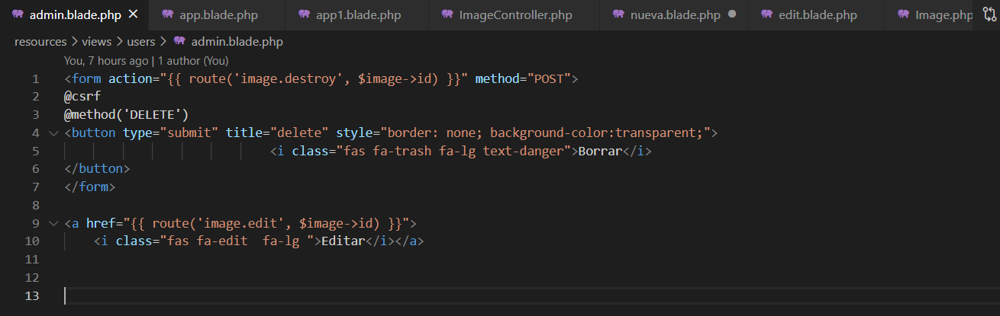 admin.blade.php app.blade.php app1.blade.php ImageController.php nueva.blade.php edit.blade.php Image.php
resources > views > users > admin.blade.php
You, 7 hours ago | 1 author (You)
1 <form action="{{ route('image.destroy', $image->id) }}" method="POST">
2 @csrf
3 @method('DELETE')
4 <button type="submit" title="delete" style="border: none; background-color:transparent;">
5 <i class="fas fa-trash fa-lg text-danger">Borrar</i>
6 </button>
7 </form>
8
9 <a href="{{ route('image.edit', $image->id) }}">
10 <i class="fas fa-edit  fa-lg ">Editar</i></a>
11
12
13